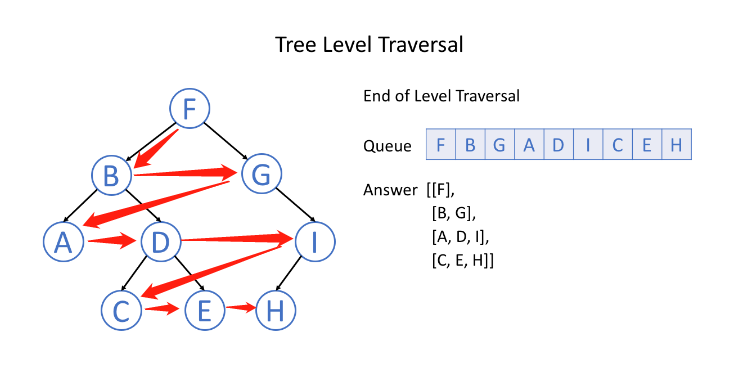 Tree Level Traversal
F
B
G
A
D
I
C
E
H
End of Level Traversal
Queue F B G A D I C E H
Answer [[F],
[B, G],
[A, D, I],
[C, E, H]]